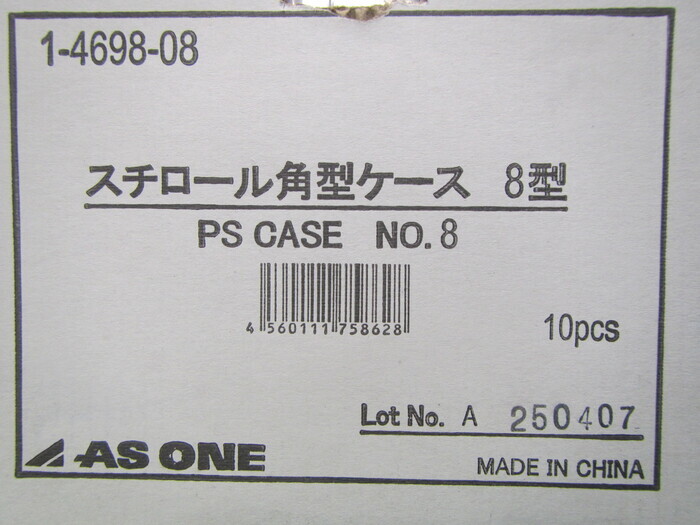 1-4698-08
スチロール角型ケース 8型
PS CASE NO. 8
4 560111 758628
10pcs
Lot No. A 250407
AS ONE
MADE IN CHINA